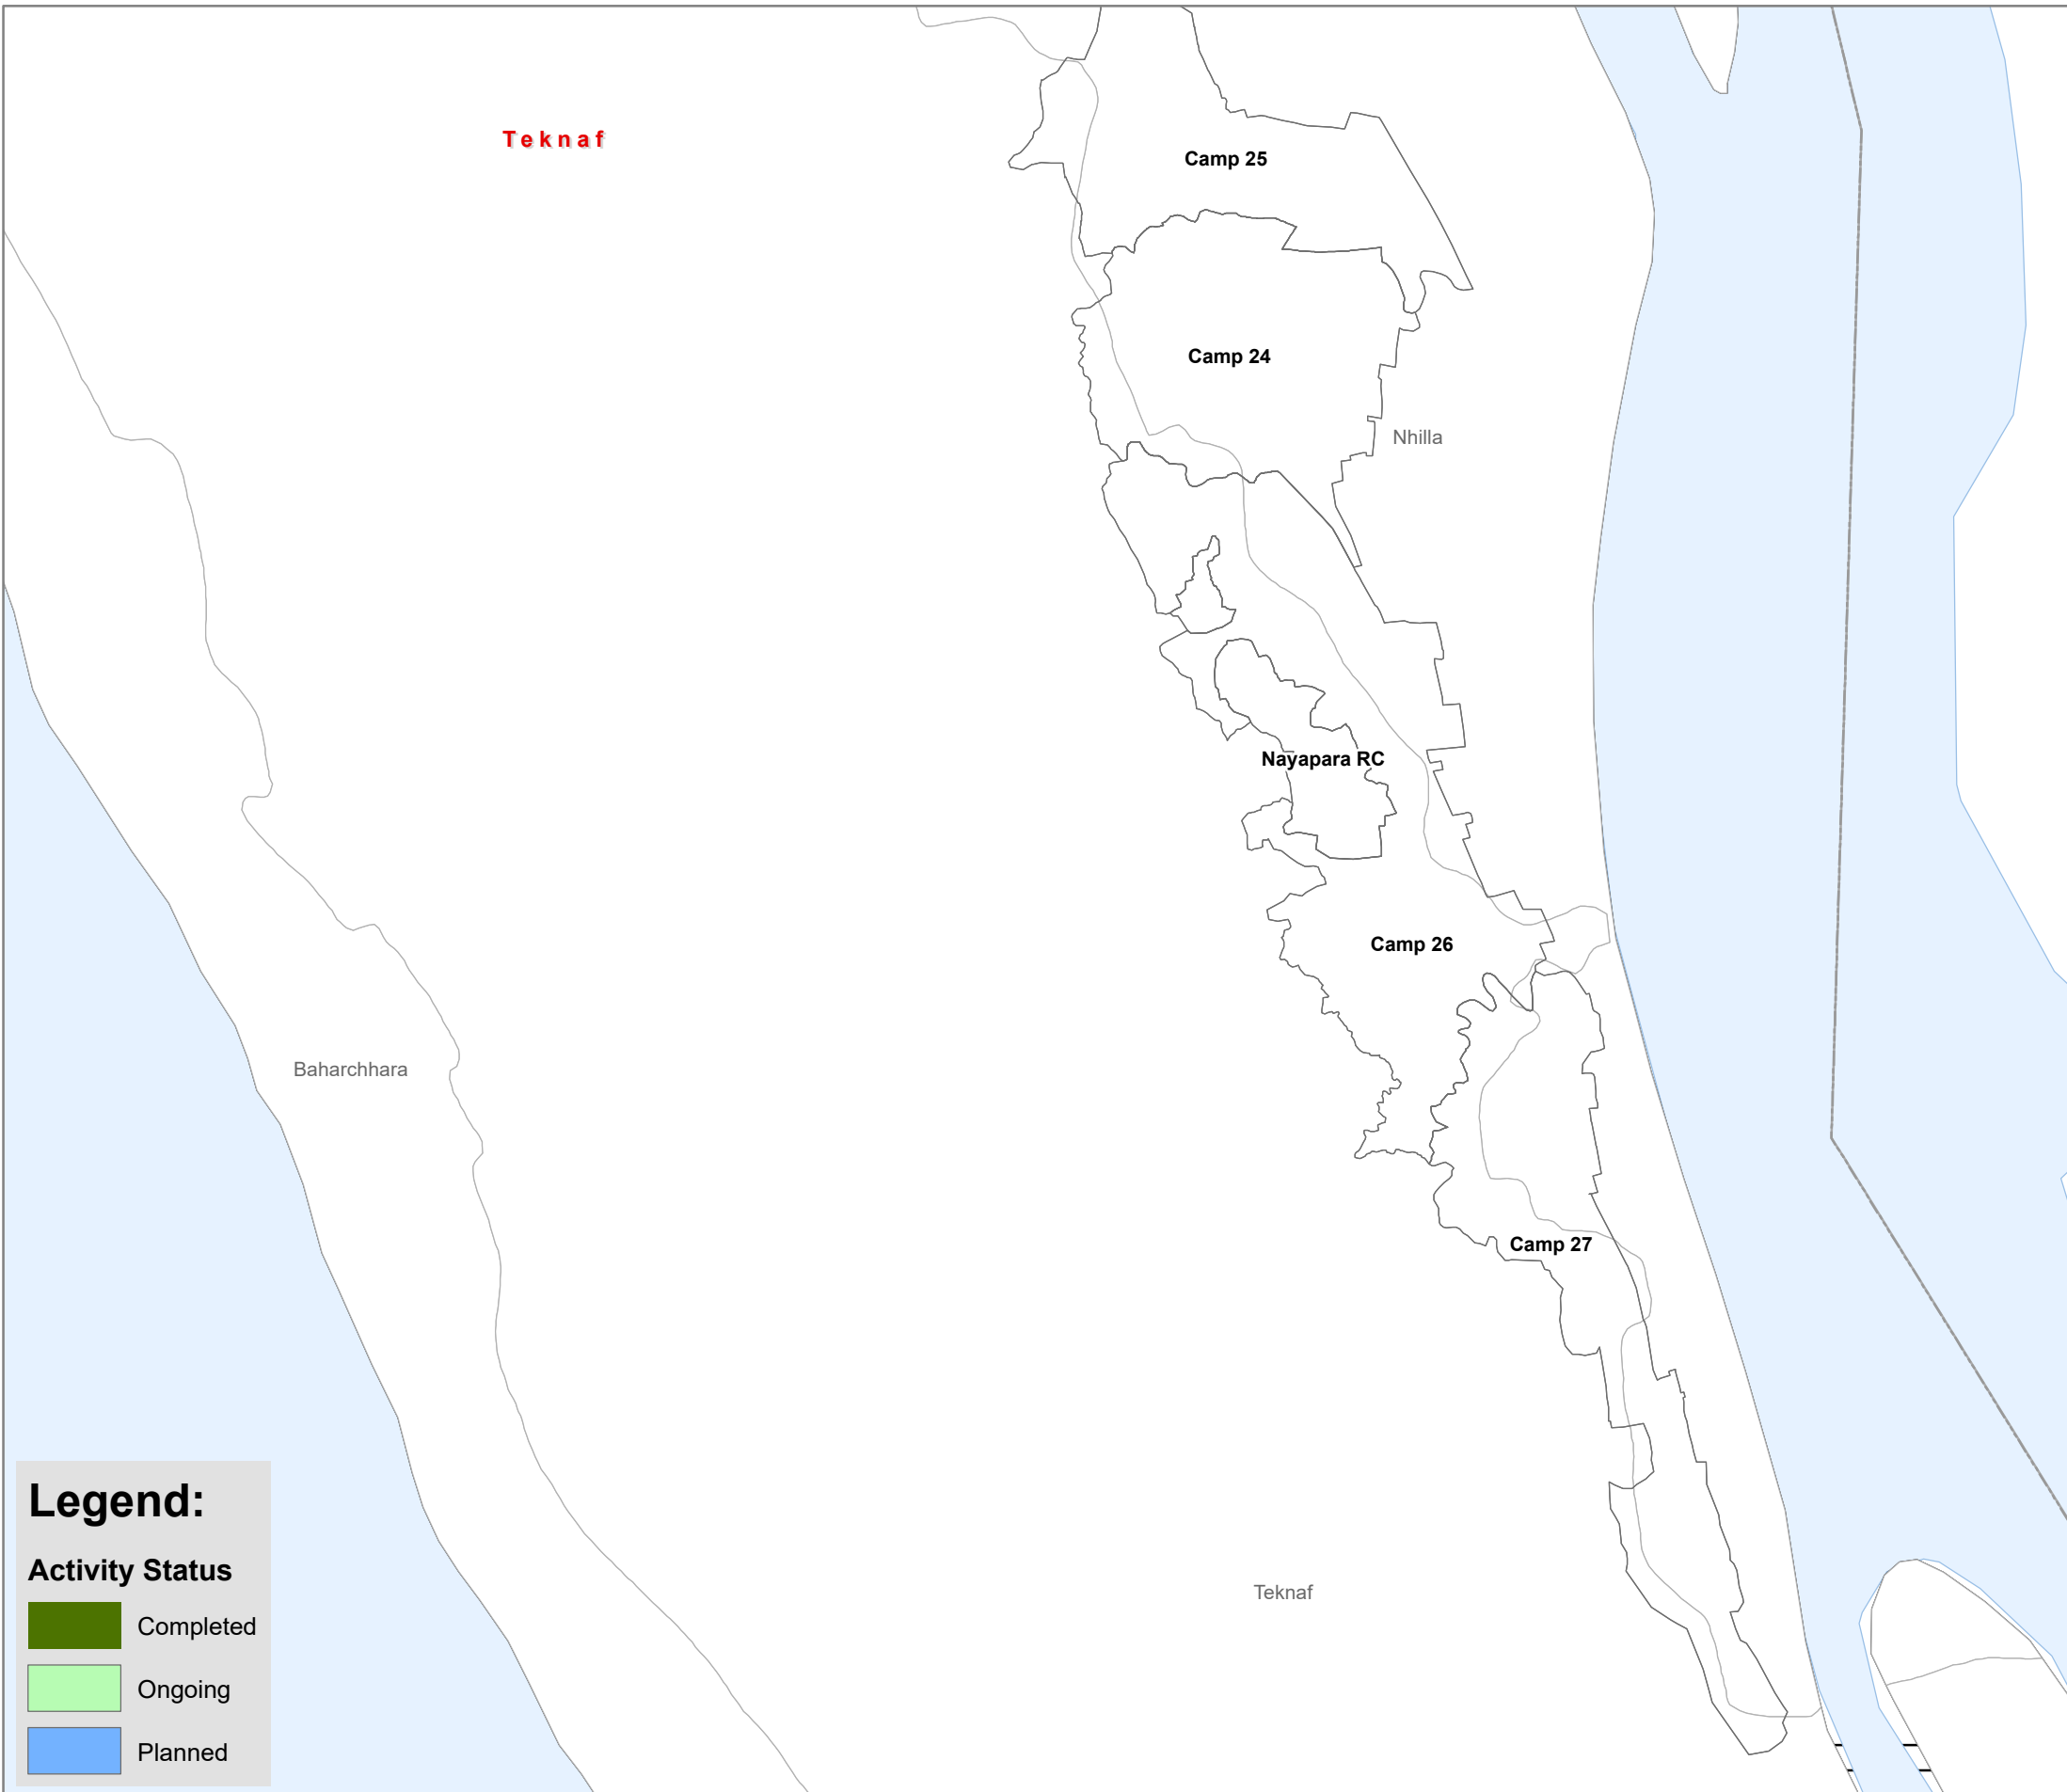 Teknaf
Camp 25
Camp 24
Nhilla
Nayapara RC
Camp 26
Baharchhara
Camp 27
Teknaf
Legend:
Activity Status
Completed
Ongoing
Planned